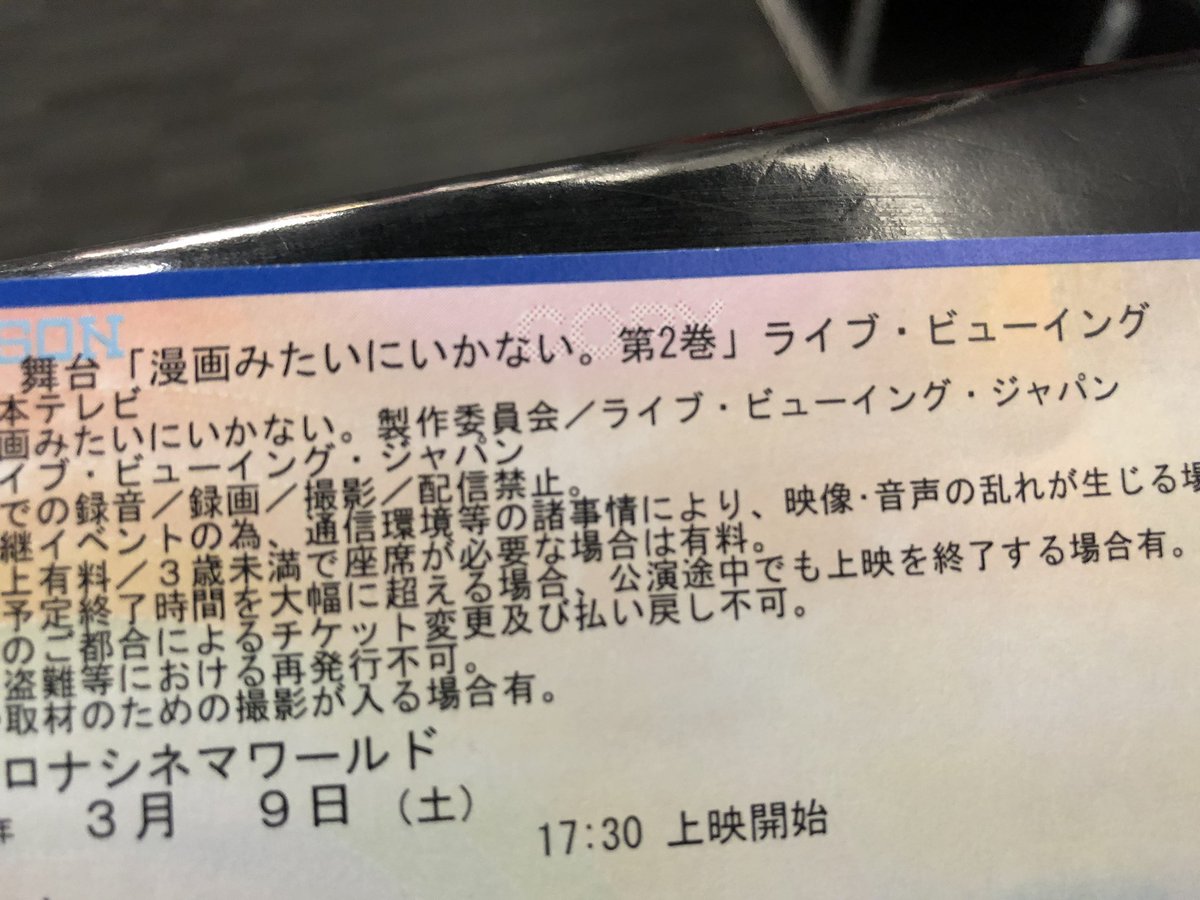 COPY
舞台「漫画みたいにいかない。第2巻」ライブ・ビューイング
本テレビ
画みたいにいかない。製作委員会/ライブ・ビューイング・ジャパン
イブ・ビューイング・ジャパン
での録音/録画/撮影/配信禁止。
継イベントの為、通信環境等の諸事情により、映像・音声の乱れが生じる場
上有料/3歳未満で座席が必要な場合は有料。
予定終了時間を大幅に超える場合、公演途中でも上映を終了する場合有。
のご都合によるチケット変更及び払い戻し不可。
盗難等における再発行不可。
取材のための撮影が入る場合有。
ロナシネマワールド
年 3月 9日(土) 17:30 上映開始